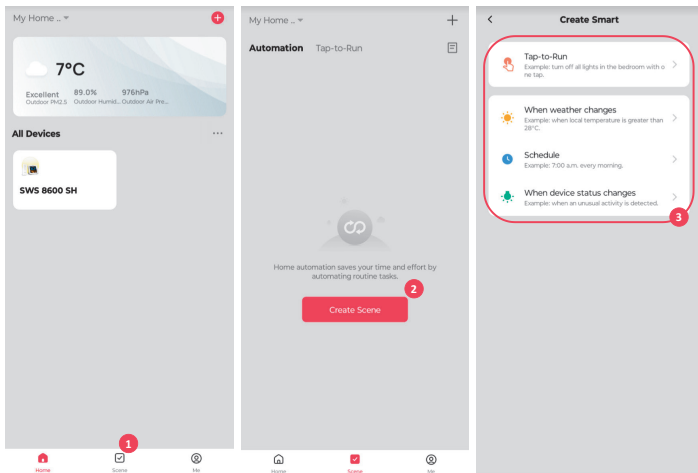 My Home ..
7°C
Excellent
Outdoor PM2.5
89.0%
Outdoor Humid...
976hPa
Outdoor Air Pre...
All Devices
SWS 8600 SH
1
Home
Scene
Me
My Home ..
Automation
Tap-to-Run
Home automation saves your time and effort by
automating routine tasks.
2
Create Scene
Home
Scene
Me
Create Smart
Tap-to-Run
Example: turn off all lights in the bedroom with o
ne tap.
When weather changes
Example: when local temperature is greater than
28°C.
Schedule
Example: 7:00 a.m. every morning.
When device status changes
Example: when an unusual activity is detected.
3